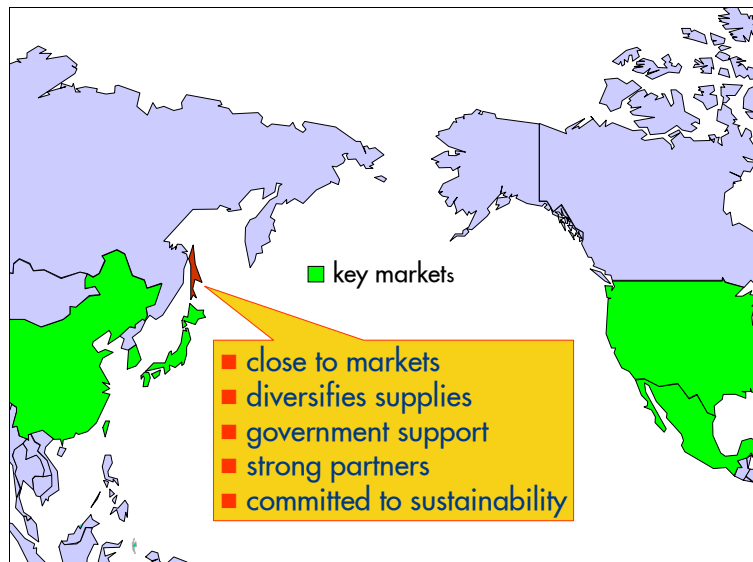 key markets
close to markets
diversifies supplies
government support
strong partners
committed to sustainability